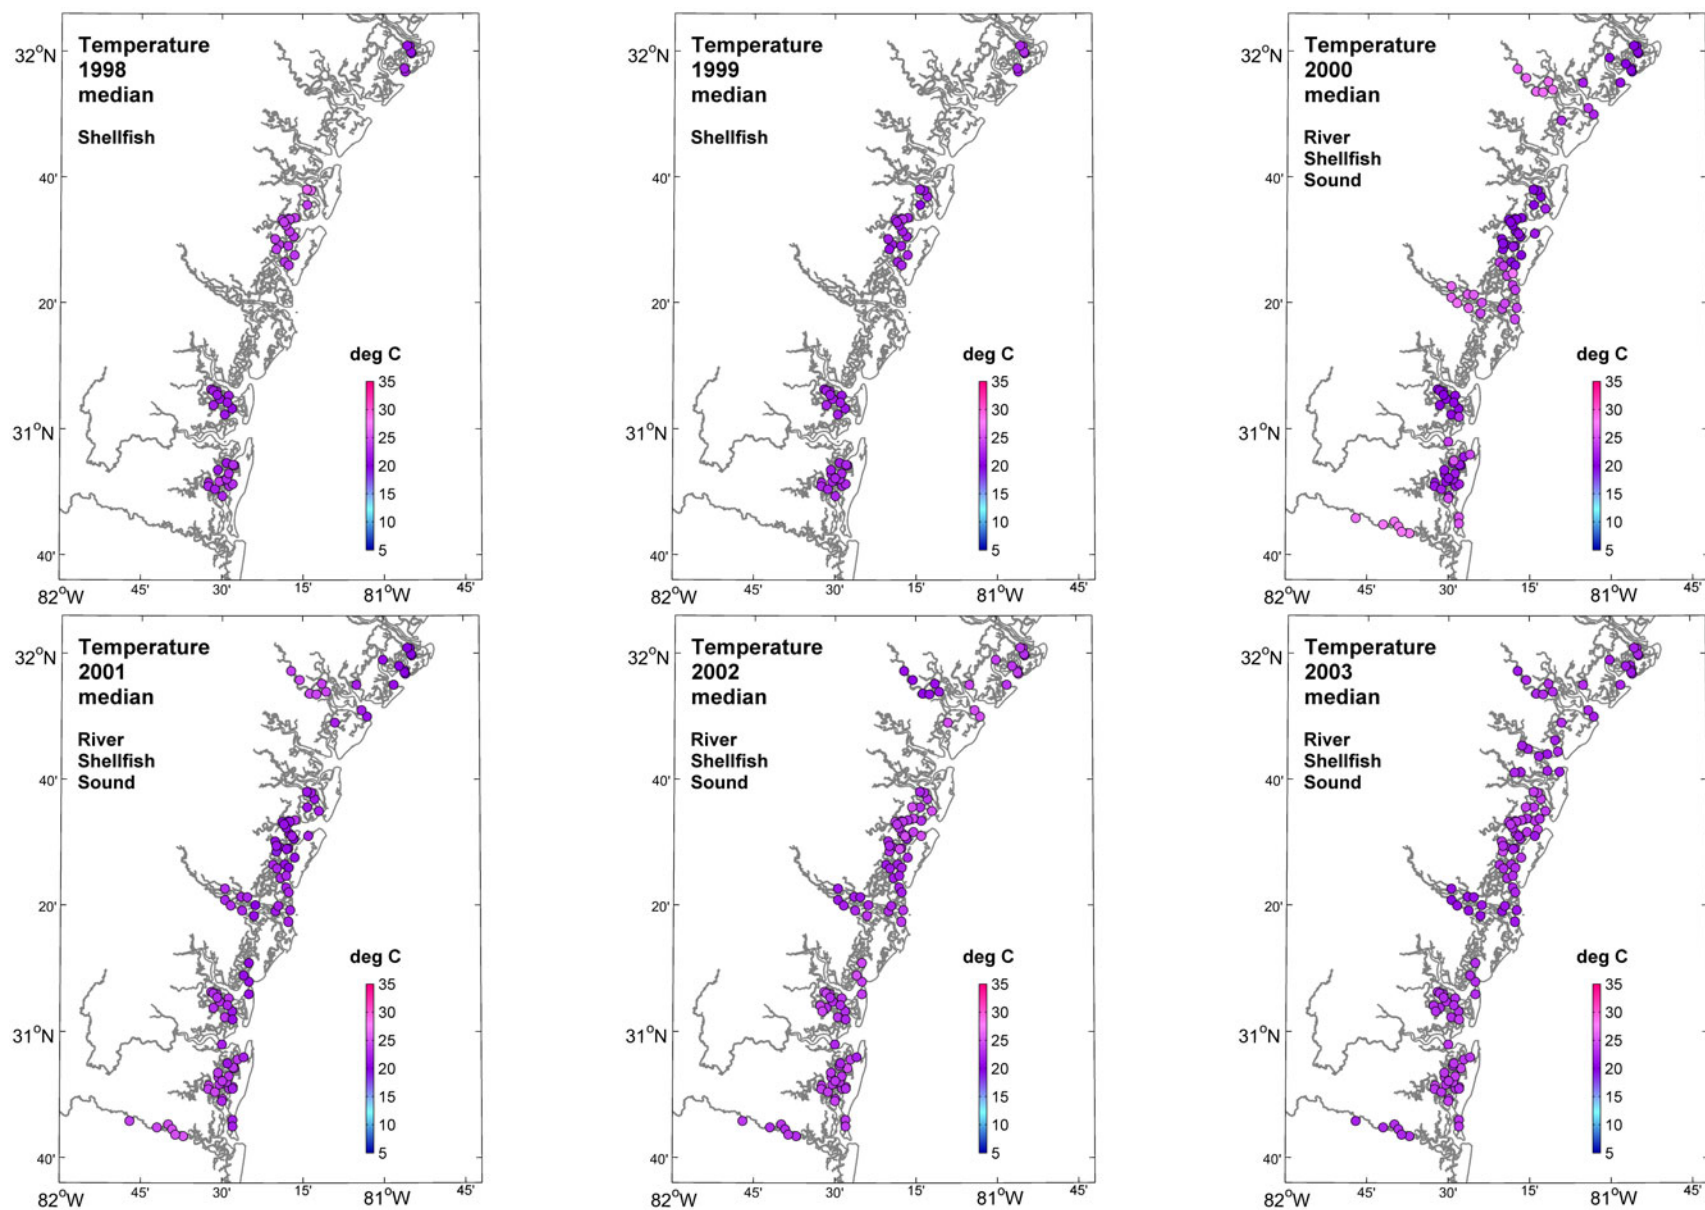 Temperature
1998
median
Shellfish
32°N
40'
20'
31°N
40'
deg C
35
30
25
20
15
10
5
82°W
45'
30'
15'
81°W
45'
Temperature
1999
median
Shellfish
32°N
40'
20'
31°N
40'
deg C
35
30
25
20
15
10
5
82°W
45'
30'
15'
81°W
45'
Temperature
2000
median
River
Shellfish
Sound
32°N
40'
20'
31°N
40'
deg C
35
30
25
20
15
10
5
82°W
45'
30'
15'
81°W
45'
Temperature
2001
median
River
Shellfish
Sound
32°N
40'
20'
31°N
40'
deg C
35
30
25
20
15
10
5
82°W
45'
30'
15'
81°W
45'
Temperature
2002
median
River
Shellfish
Sound
32°N
40'
20'
31°N
40'
deg C
35
30
25
20
15
10
5
82°W
45'
30'
15'
81°W
45'
Temperature
2003
median
River
Shellfish
Sound
32°N
40'
20'
31°N
40'
deg C
35
30
25
20
15
10
5
82°W
45'
30'
15'
81°W
45'